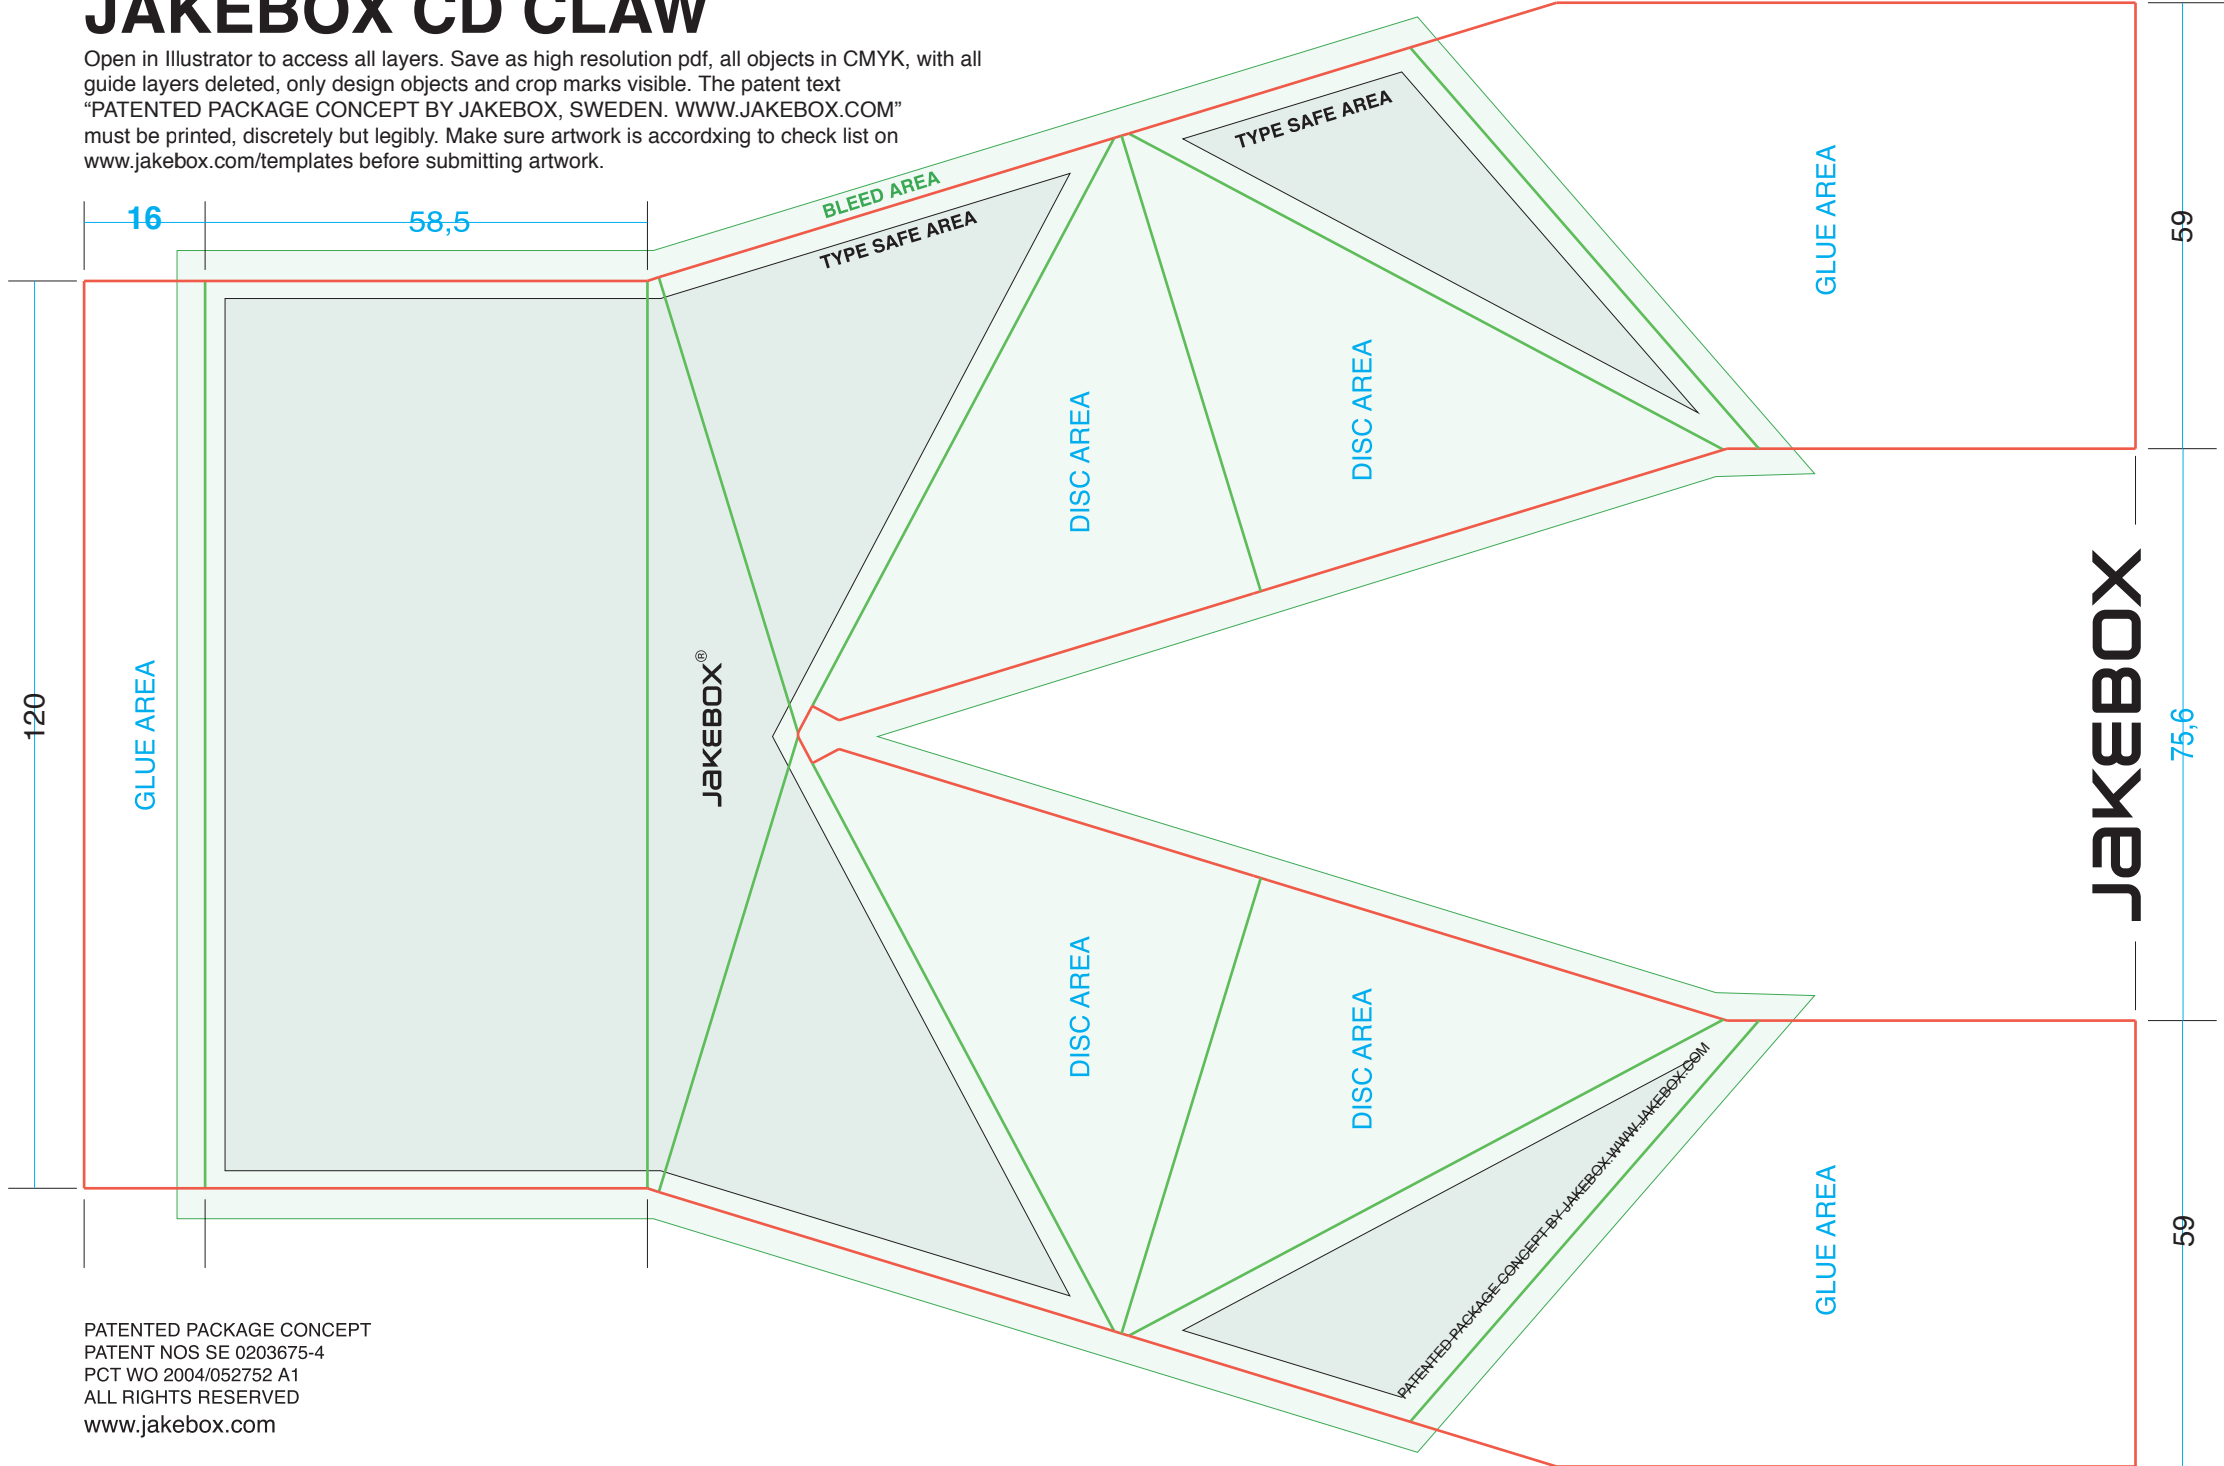 JAKEBOX CD CLAW
Open in Illustrator to access all layers. Save as high resolution pdf, all objects in CMYK, with all
guide layers deleted, only design objects and crop marks visible. The patent text
“PATENTED PACKAGE CONCEPT BY JAKEBOX, SWEDEN. WWW.JAKEBOX.COM”
must be printed, discretely but legibly. Make sure artwork is accordxing to check list on
www.jakebox.com/templates before submitting artwork.
16
58,5
BLEED AREA
TYPE SAFE AREA
TYPE SAFE AREA
GLUE AREA
59
DISC AREA
DISC AREA
120
GLUE AREA
JaKEBOX®
JaKEBOX
75,6
DISC AREA
DISC AREA
PATENTED PACKAGE CONCEPT BY JAKEBOX.WWW.JAKEBOX.COM
GLUE AREA
59
PATENTED PACKAGE CONCEPT
PATENT NOS SE 0203675-4
PCT WO 2004/052752 A1
ALL RIGHTS RESERVED
www.jakebox.com